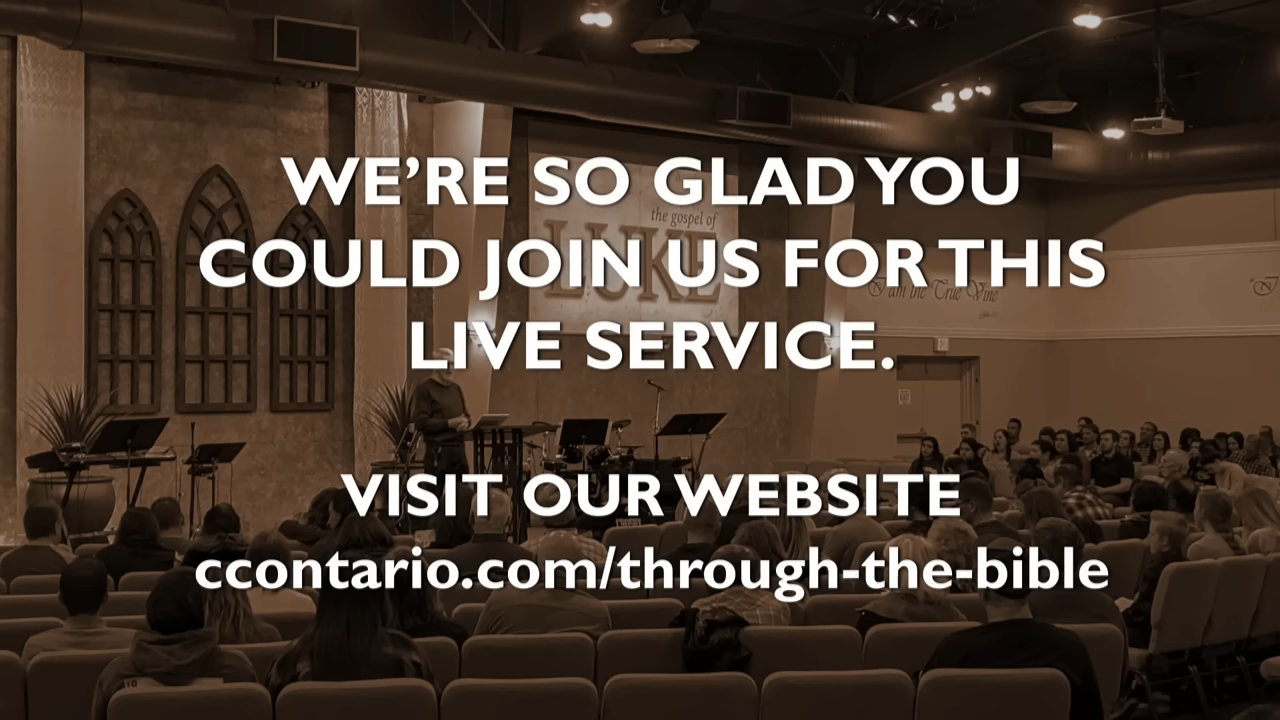 WE’RE SO GLAD YOU
COULD JOIN US FOR THIS
LIVE SERVICE.
the gospel of
LUKE
I am the True Vine
VISIT OUR WEBSITE
ccontario.com/through-the-bible